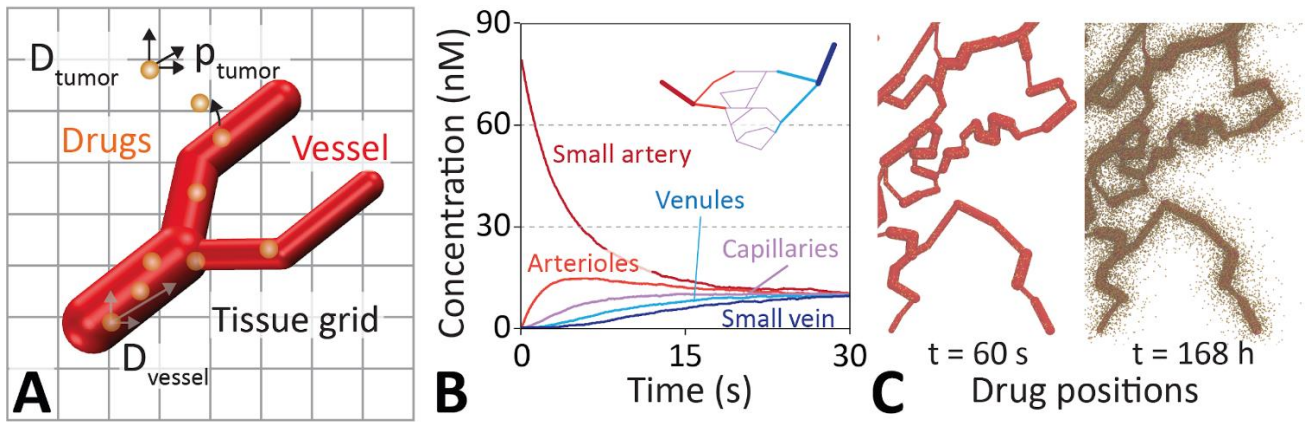 D tumor
p tumor
Drugs
Vessel
Tissue grid
D vessel
A
Concentration (nM)
90
60
30
0
Small artery
Venules
Arterioles
Capillaries
Small vein
0 15 30
Time (s)
B
t = 60 s t = 168 h
C Drug positions